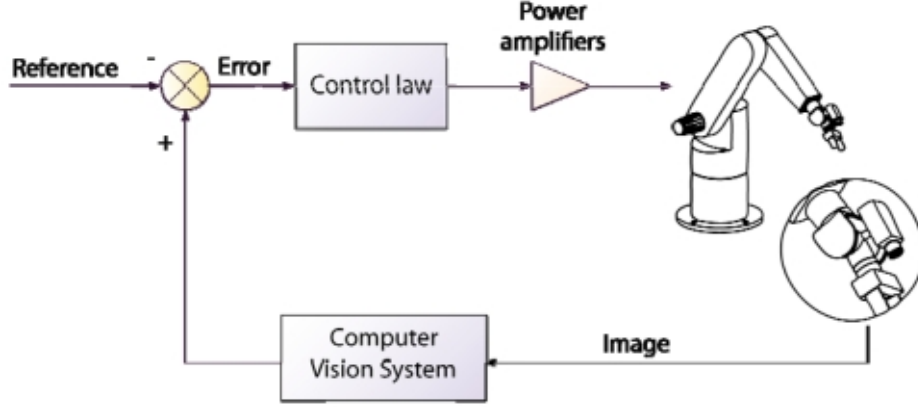 Power
amplifiers
-
Reference
Error
Control law
+
Computer
Vision System
Image